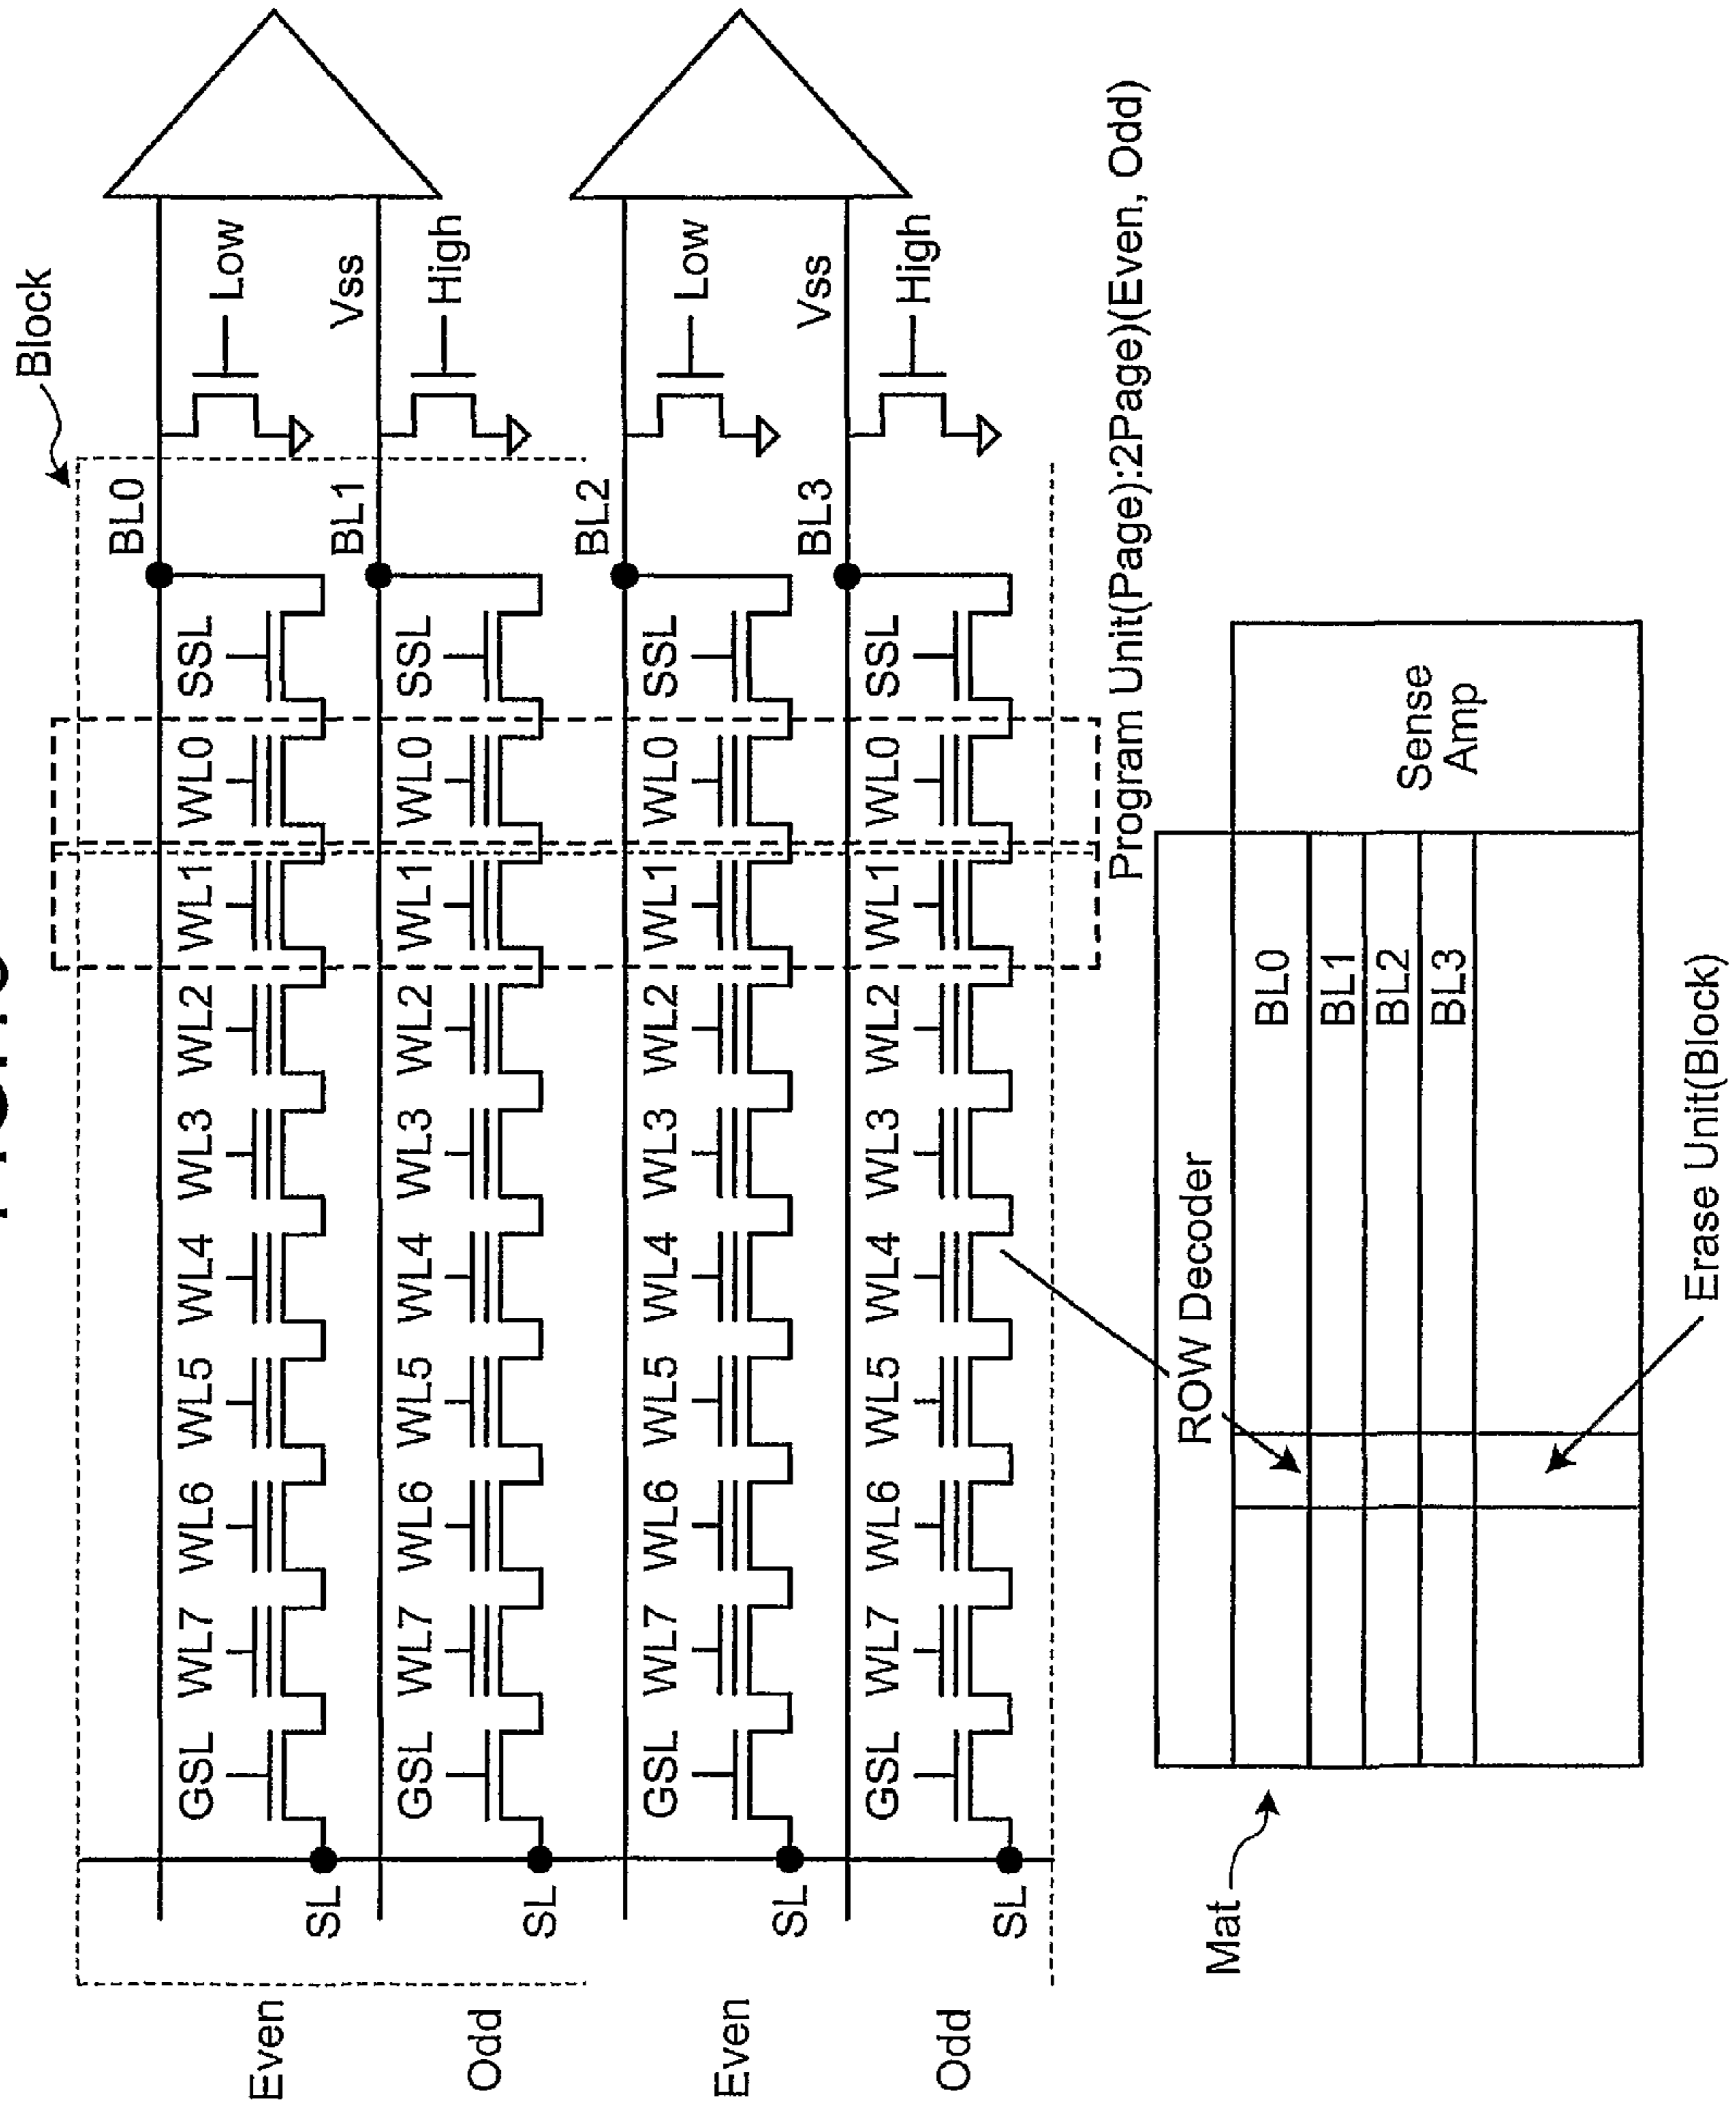 Block
BL0
GSL WL7 WL6 WL5 WL4 WL3 WL2 WL1 WL0 SSL
Low
Even
SL
BL1 Vss
GSL WL7 WL6 WL5 WL4 WL3 WL2 WL1 WL0 SSL
High
Odd
SL
BL2
GSL WL7 WL6 WL5 WL4 WL3 WL2 WL1 WL0 SSL
Low
Even
SL
BL3 Vss
GSL WL7 WL6 WL5 WL4 WL3 WL2 WL1 WL0 SSL
High
Odd
SL
Program Unit(Page):2Page)(Even, Odd)
ROW Decoder
Mat
BL0
BL1
BL2
BL3
Sense
Amp
Erase Unit(Block)